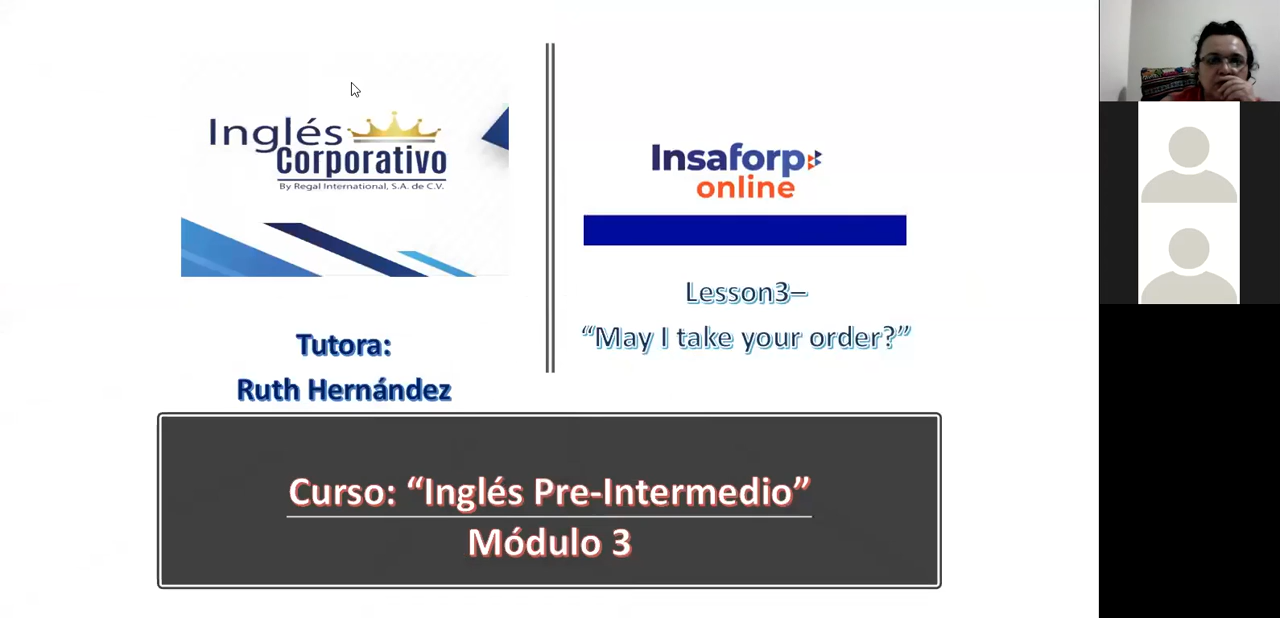 Inglés
Corporativo
By Regal International, S.A. de C.V.
Tutora:
Ruth Hernández
Insaforp
online
Lesson3–
“May I take your order?”
Curso: “Inglés Pre-Intermedio”
Módulo 3